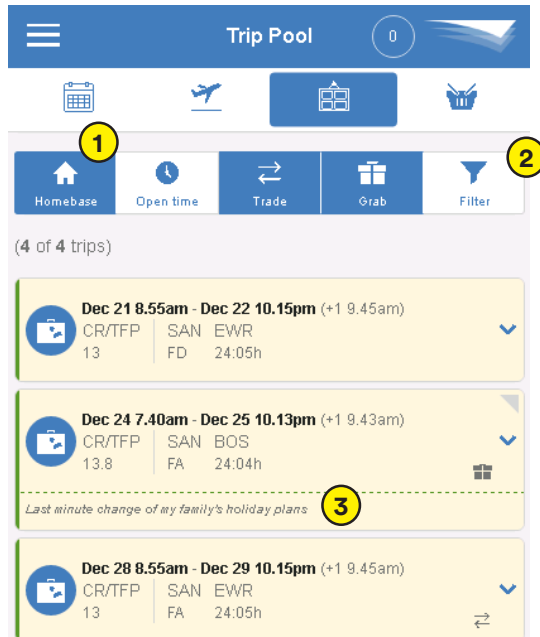 Trip Pool 0
1
2
Homebase Open time Trade Grab Filter
(4 of 4 trips)
Dec 21 8.55am - Dec 22 10.15pm (+1 9.45am)
CR/TFP SAN EWR
13 FD 24:05h
Dec 24 7.40am - Dec 25 10.13pm (+1 9.43am)
CR/TFP SAN BOS
13.8 FA 24:04h
Last minute change of my family's holiday plans 3
Dec 28 8.55am - Dec 29 10.15pm (+1 9.45am)
CR/TFP SAN EWR
13 FA 24:05h